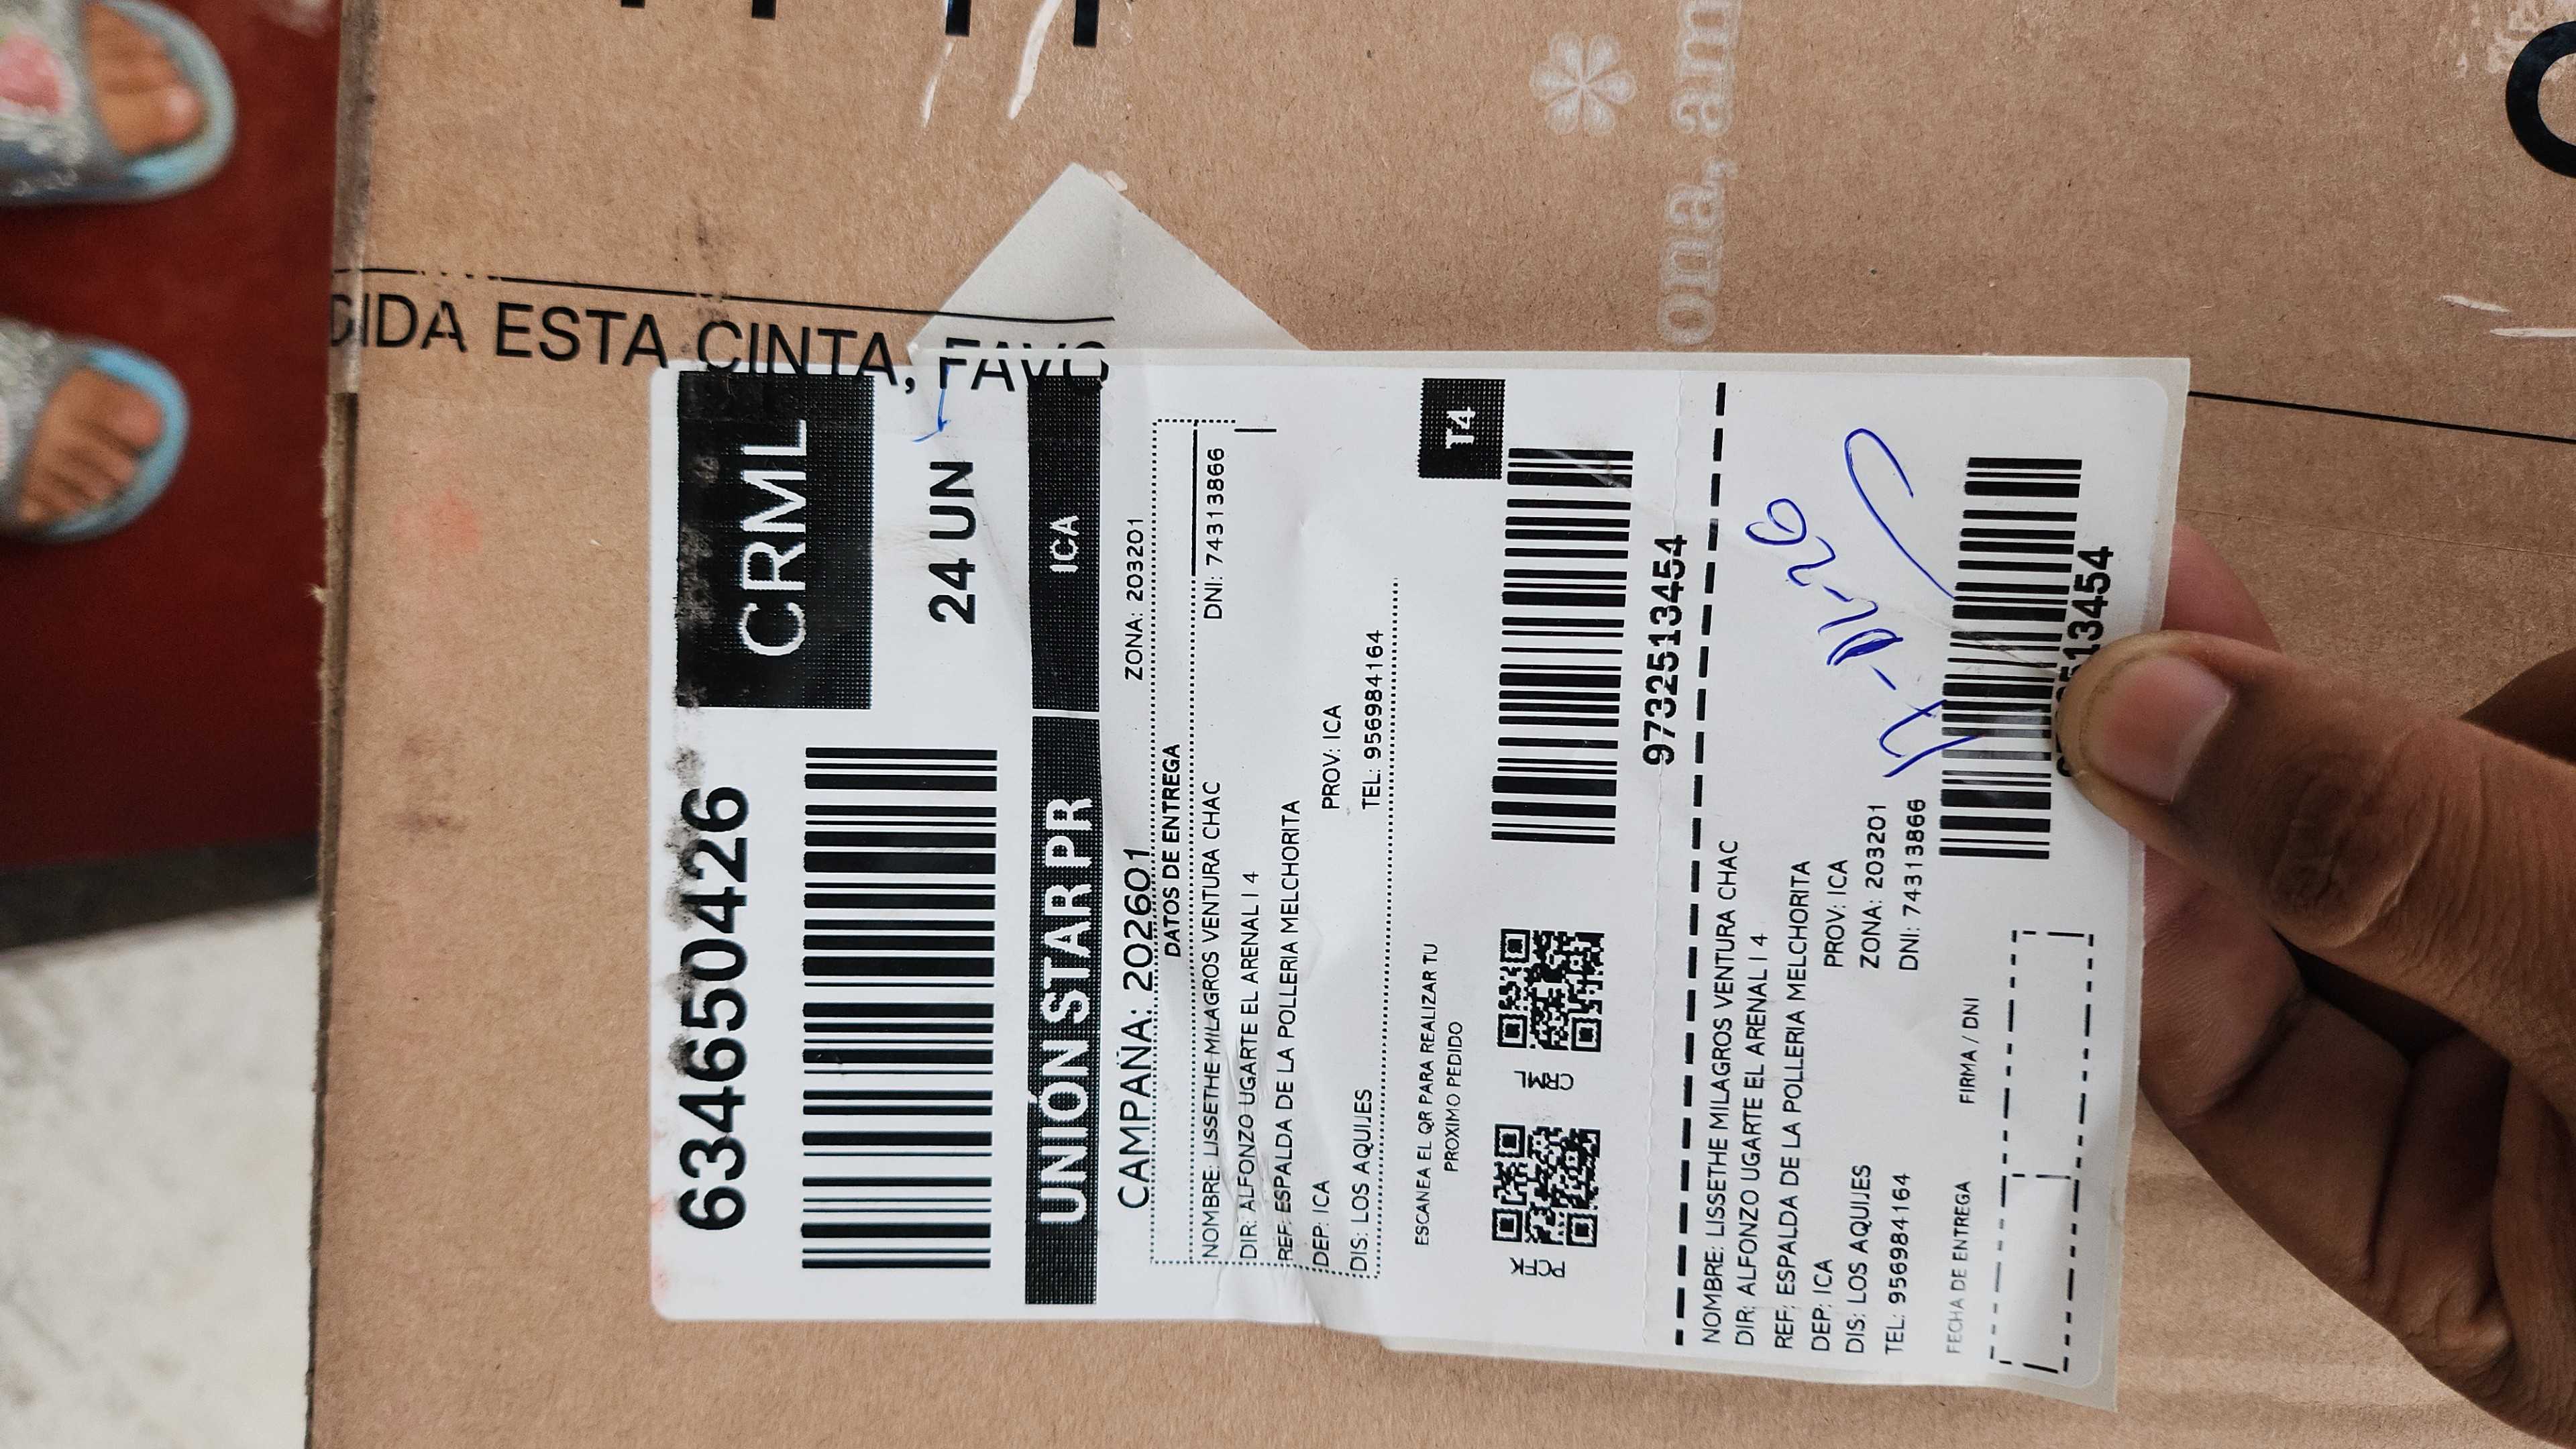 GIDA ESTA CINTA, FAVO
ona, am
6346650426
CRML
24 UN
UNIÓN STAR PR
ICA
CAMPAÑA: 202601
ZONA: 203201
DATOS DE ENTREGA
NOMBRE: LISSETHE MILAGROS VENTURA CHAC
DNI: 74313866
DIR: ALFONZO UGARTE EL ARENAL I 4
REF: ESPALDA DE LA POLLERIA MELCHORITA
DEP: ICA
PROV: ICA
DIS: LOS AQUIJES
TEL: 956984164
ESCANEA EL QR PARA REALIZAR TU
PROXIMO PEDIDO
T4
9732513454
NOMBRE: LISSETHE MILAGROS VENTURA CHAC
DIR: ALFONZO UGARTE EL ARENAL I 4
REF: ESPALDA DE LA POLLERIA MELCHORITA
DEP: ICA
PROV: ICA
DIS: LOS AQUIJES
ZONA: 203201
TEL: 956984164
DNI: 74313866
FECHA DE ENTREGA
FIRMA / DNI
513454